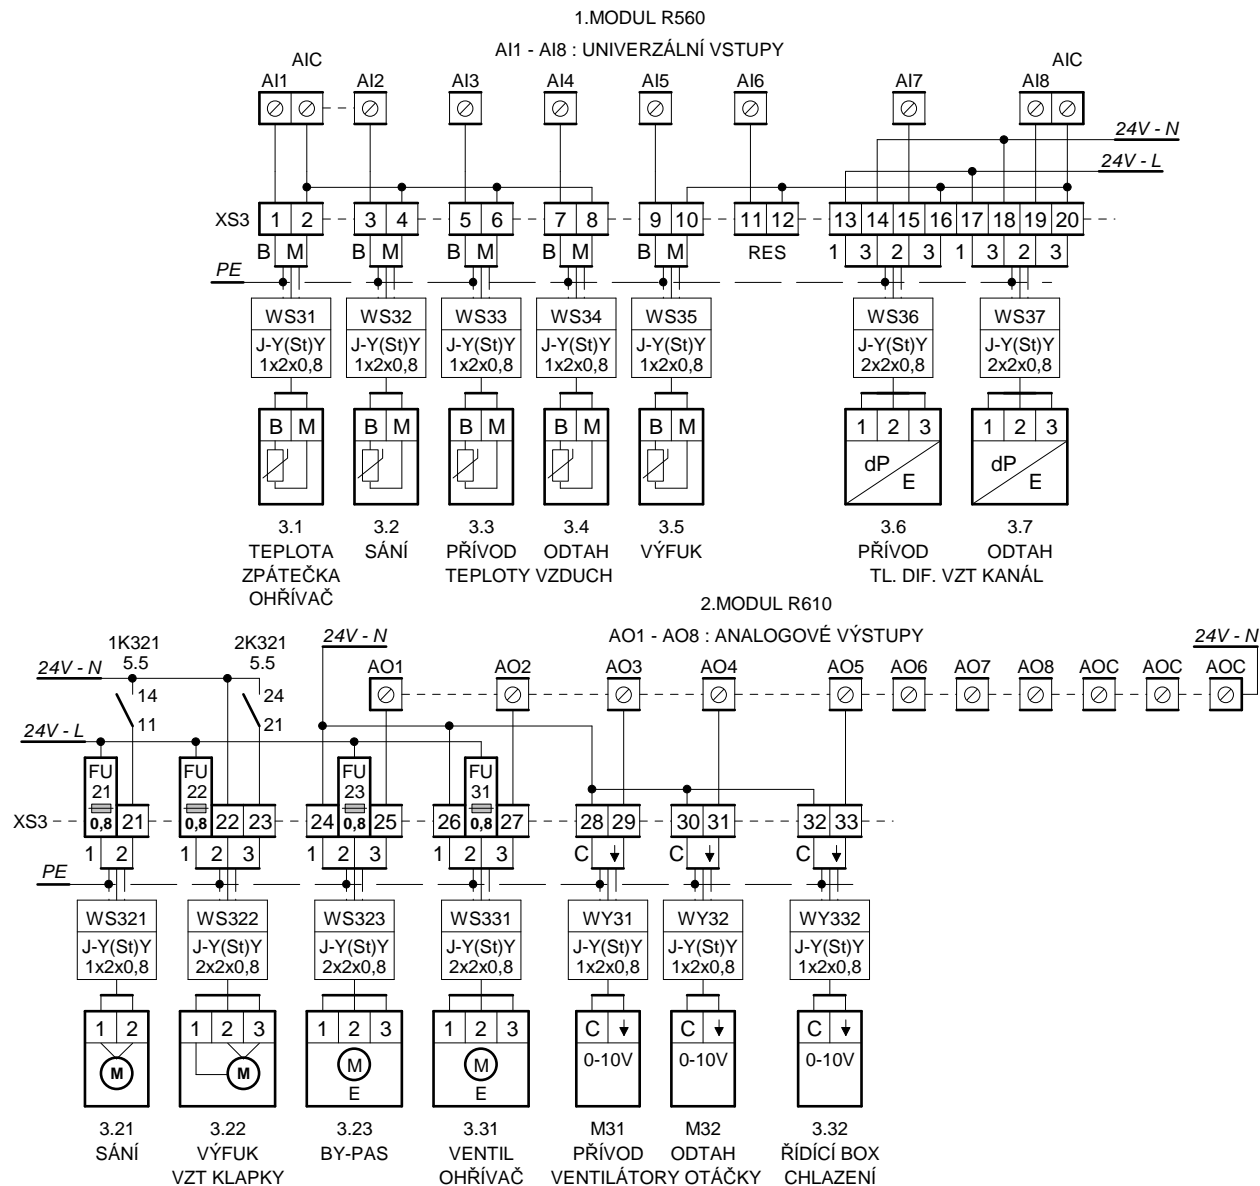 1.MODUL R560
AI1 - AI8 : UNIVERZÁLNÍ VSTUPY
AIC AIC
AI1 AI2 AI3 AI4 AI5 AI6 AI7 AI8
24V - N
24V - L
XS3 1 2 3 4 5 6 7 8 9 10 11 12 13 14 15 16 17 18 19 20
B M B M B M B M B M RES 1 3 2 3 1 3 2 3
PE
WS31 WS32 WS33 WS34 WS35 WS36 WS37
J-Y(St)Y J-Y(St)Y J-Y(St)Y J-Y(St)Y J-Y(St)Y J-Y(St)Y J-Y(St)Y
1x2x0,8 1x2x0,8 1x2x0,8 1x2x0,8 1x2x0,8 2x2x0,8 2x2x0,8
B M B M B M B M B M 1 2 3 1 2 3
dP dP
E E
3.1 3.2 3.3 3.4 3.5 3.6 3.7
TEPLOTA SÁNÍ PŘÍVOD ODTAH VÝFUK PŘÍVOD ODTAH
ZPÁTEČKA TEPLOTY VZDUCH TL. DIF. VZT KANÁL
OHŘÍVAČ
2.MODUL R610
AO1 - AO8 : ANALOGOVÉ VÝSTUPY
1K321 2K321 24V - N 24V - N
5.5 5.5
24V - N AO1 AO2 AO3 AO4 AO5 AO6 AO7 AO8 AOC AOC AOC
14 24
11 21
24V - L
FU FU FU FU
21 22 23 31
XS3 0,8 21 0,8 22 23 24 0,8 25 26 0,8 27 28 29 30 31 32 33
1 2 1 2 3 1 2 3 1 2 3 C C C
PE
WS321 WS322 WS323 WS331 WY31 WY32 WY332
J-Y(St)Y J-Y(St)Y J-Y(St)Y J-Y(St)Y J-Y(St)Y J-Y(St)Y J-Y(St)Y
1x2x0,8 2x2x0,8 2x2x0,8 2x2x0,8 1x2x0,8 1x2x0,8 1x2x0,8
1 2 1 2 3 1 2 3 1 2 3 C C C
M M M M 0-10V 0-10V 0-10V
E E
3.21 3.22 3.23 3.31 M31 M32 3.32
SÁNÍ VÝFUK BY-PAS VENTIL PŘÍVOD ODTAH ŘÍDÍCÍ BOX
VZT KLAPKY OHŘÍVAČ VENTILÁTORY OTÁČKY CHLAZENÍ